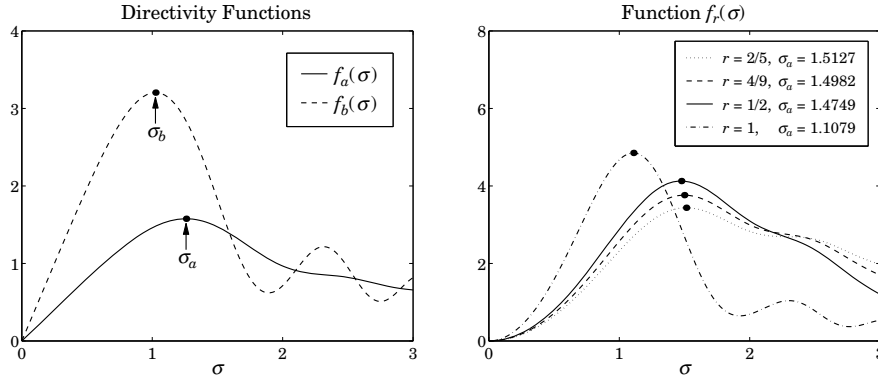 Directivity Functions
4
3
2
1
0
0
1
2
3
σ
f_a(σ)
f_b(σ)
σ_b
σ_a
Function f_r(σ)
8
6
4
2
0
0
1
2
3
σ
r = 2/5, σ_a = 1.5127
r = 4/9, σ_a = 1.4982
r = 1/2, σ_a = 1.4749
r = 1, σ_a = 1.1079